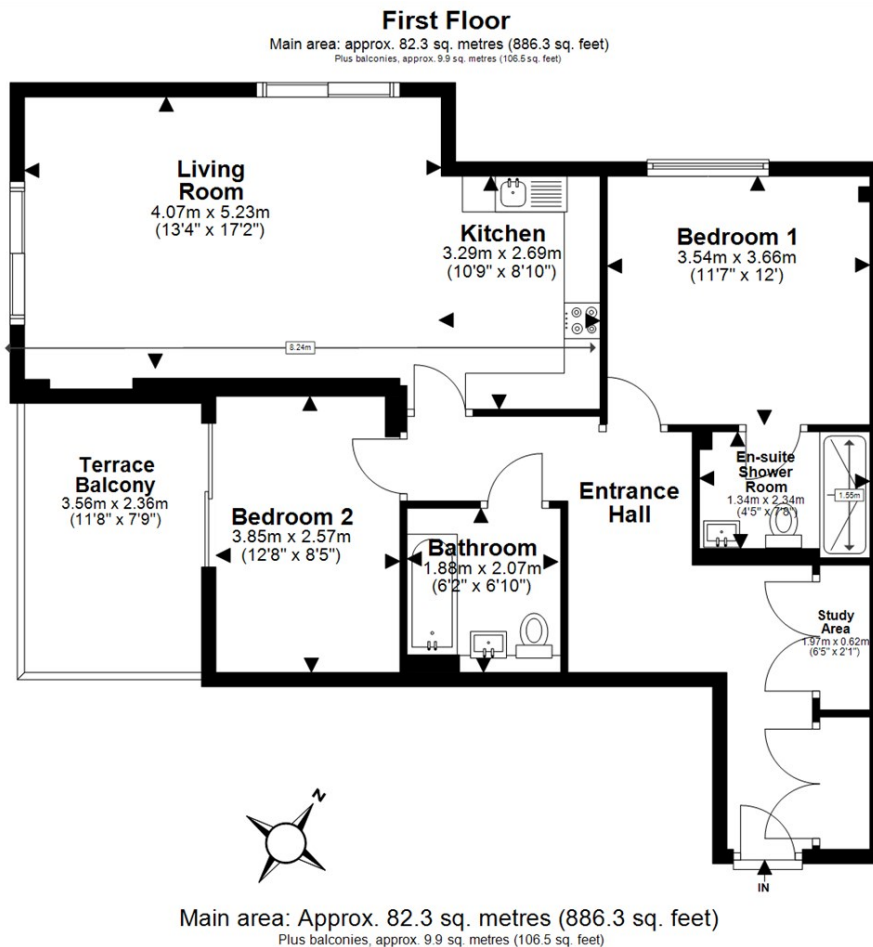 First Floor
Main area: approx. 82.3 sq. metres (886.3 sq. feet)
Plus balconies, approx. 9.9 sq. metres (106.5 sq. feet)
Living
Room
4.07m x 5.23m
(13'4" x 17'2")
Kitchen
3.29m x 2.69m
(10'9" x 8'10")
Bedroom 1
3.54m x 3.66m
(11'7" x 12')
8.24m
Terrace
Balcony
3.56m x 2.36m
(11'8" x 7'9")
Bedroom 2
3.85m x 2.57m
(12'8" x 8'5")
Bathroom
1.88m x 2.07m
(6'2" x 6'10")
Entrance
Hall
En-suite
Shower
Room
1.34m x 2.34m
(4'5" x 7'8")
1.55m
Study
Area
1.97m x 0.62m
(6'5" x 2'1")
N
IN
Main area: Approx. 82.3 sq. metres (886.3 sq. feet)
Plus balconies, approx. 9.9 sq. metres (106.5 sq. feet)